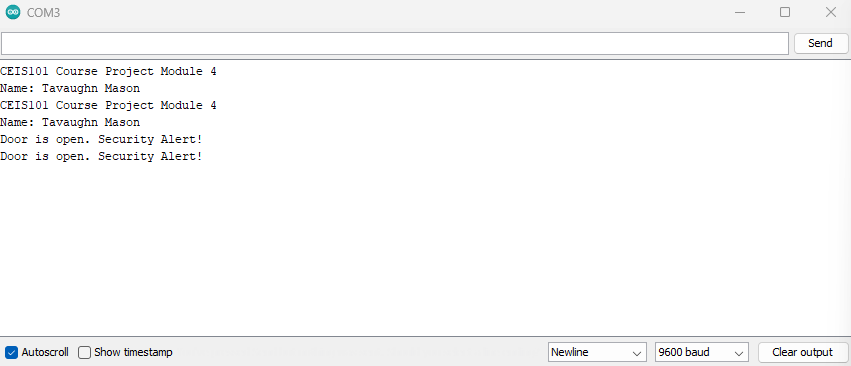 COM3
Send
CEIS101 Course Project Module 4
Name: Tavaughn Mason
CEIS101 Course Project Module 4
Name: Tavaughn Mason
Door is open. Security Alert!
Door is open. Security Alert!
Autoscroll Show timestamp Newline 9600 baud Clear output